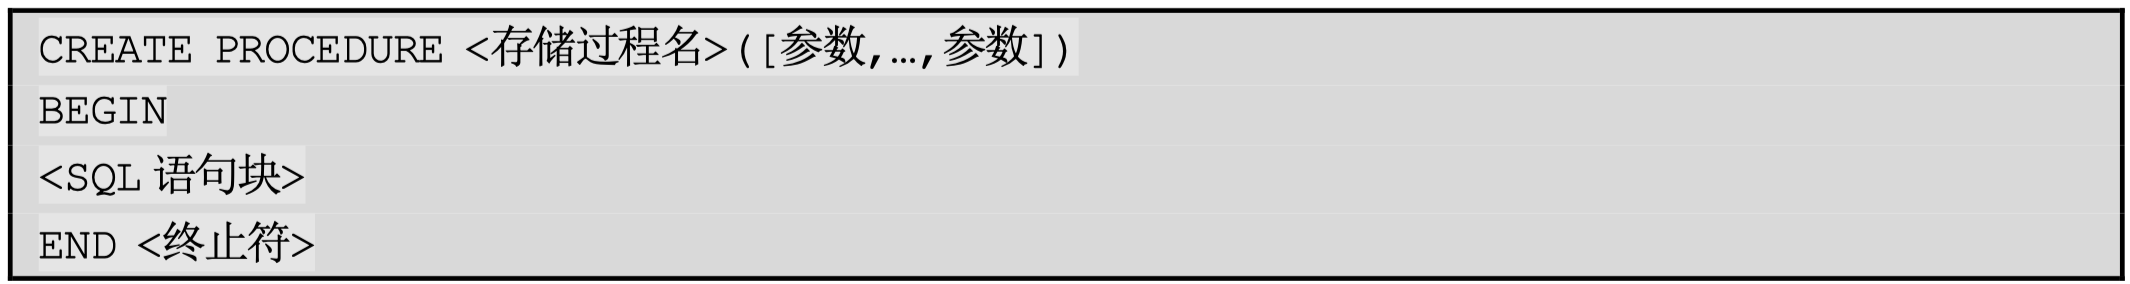 CREATE PROCEDURE <存储过程名>([参数,…,参数])
BEGIN
<SQL 语句块>
END <终止符>